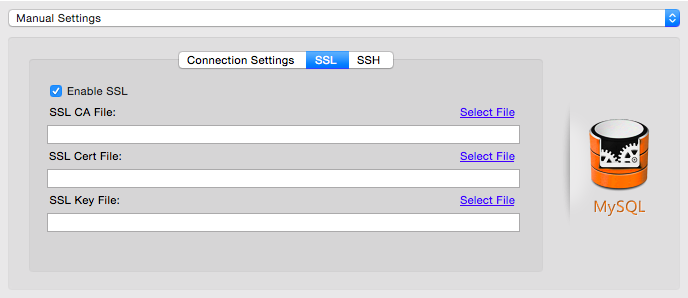 Manual Settings
Connection Settings SSL SSH
Enable SSL
SSL CA File: Select File
SSL Cert File: Select File
SSL Key File: Select File
MySQL